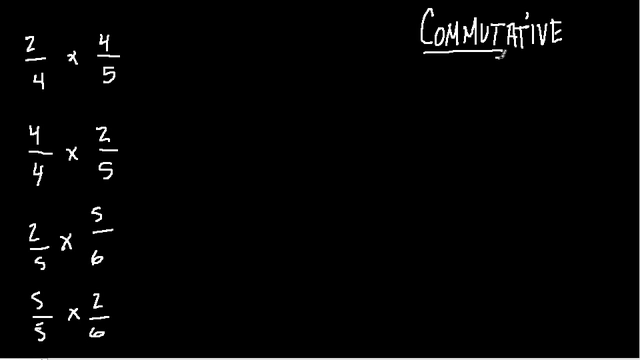 COMMUTATIVE
2/4 x 4/5
4/4 x 2/5
2/5 x 5/6
5/5 x 2/6